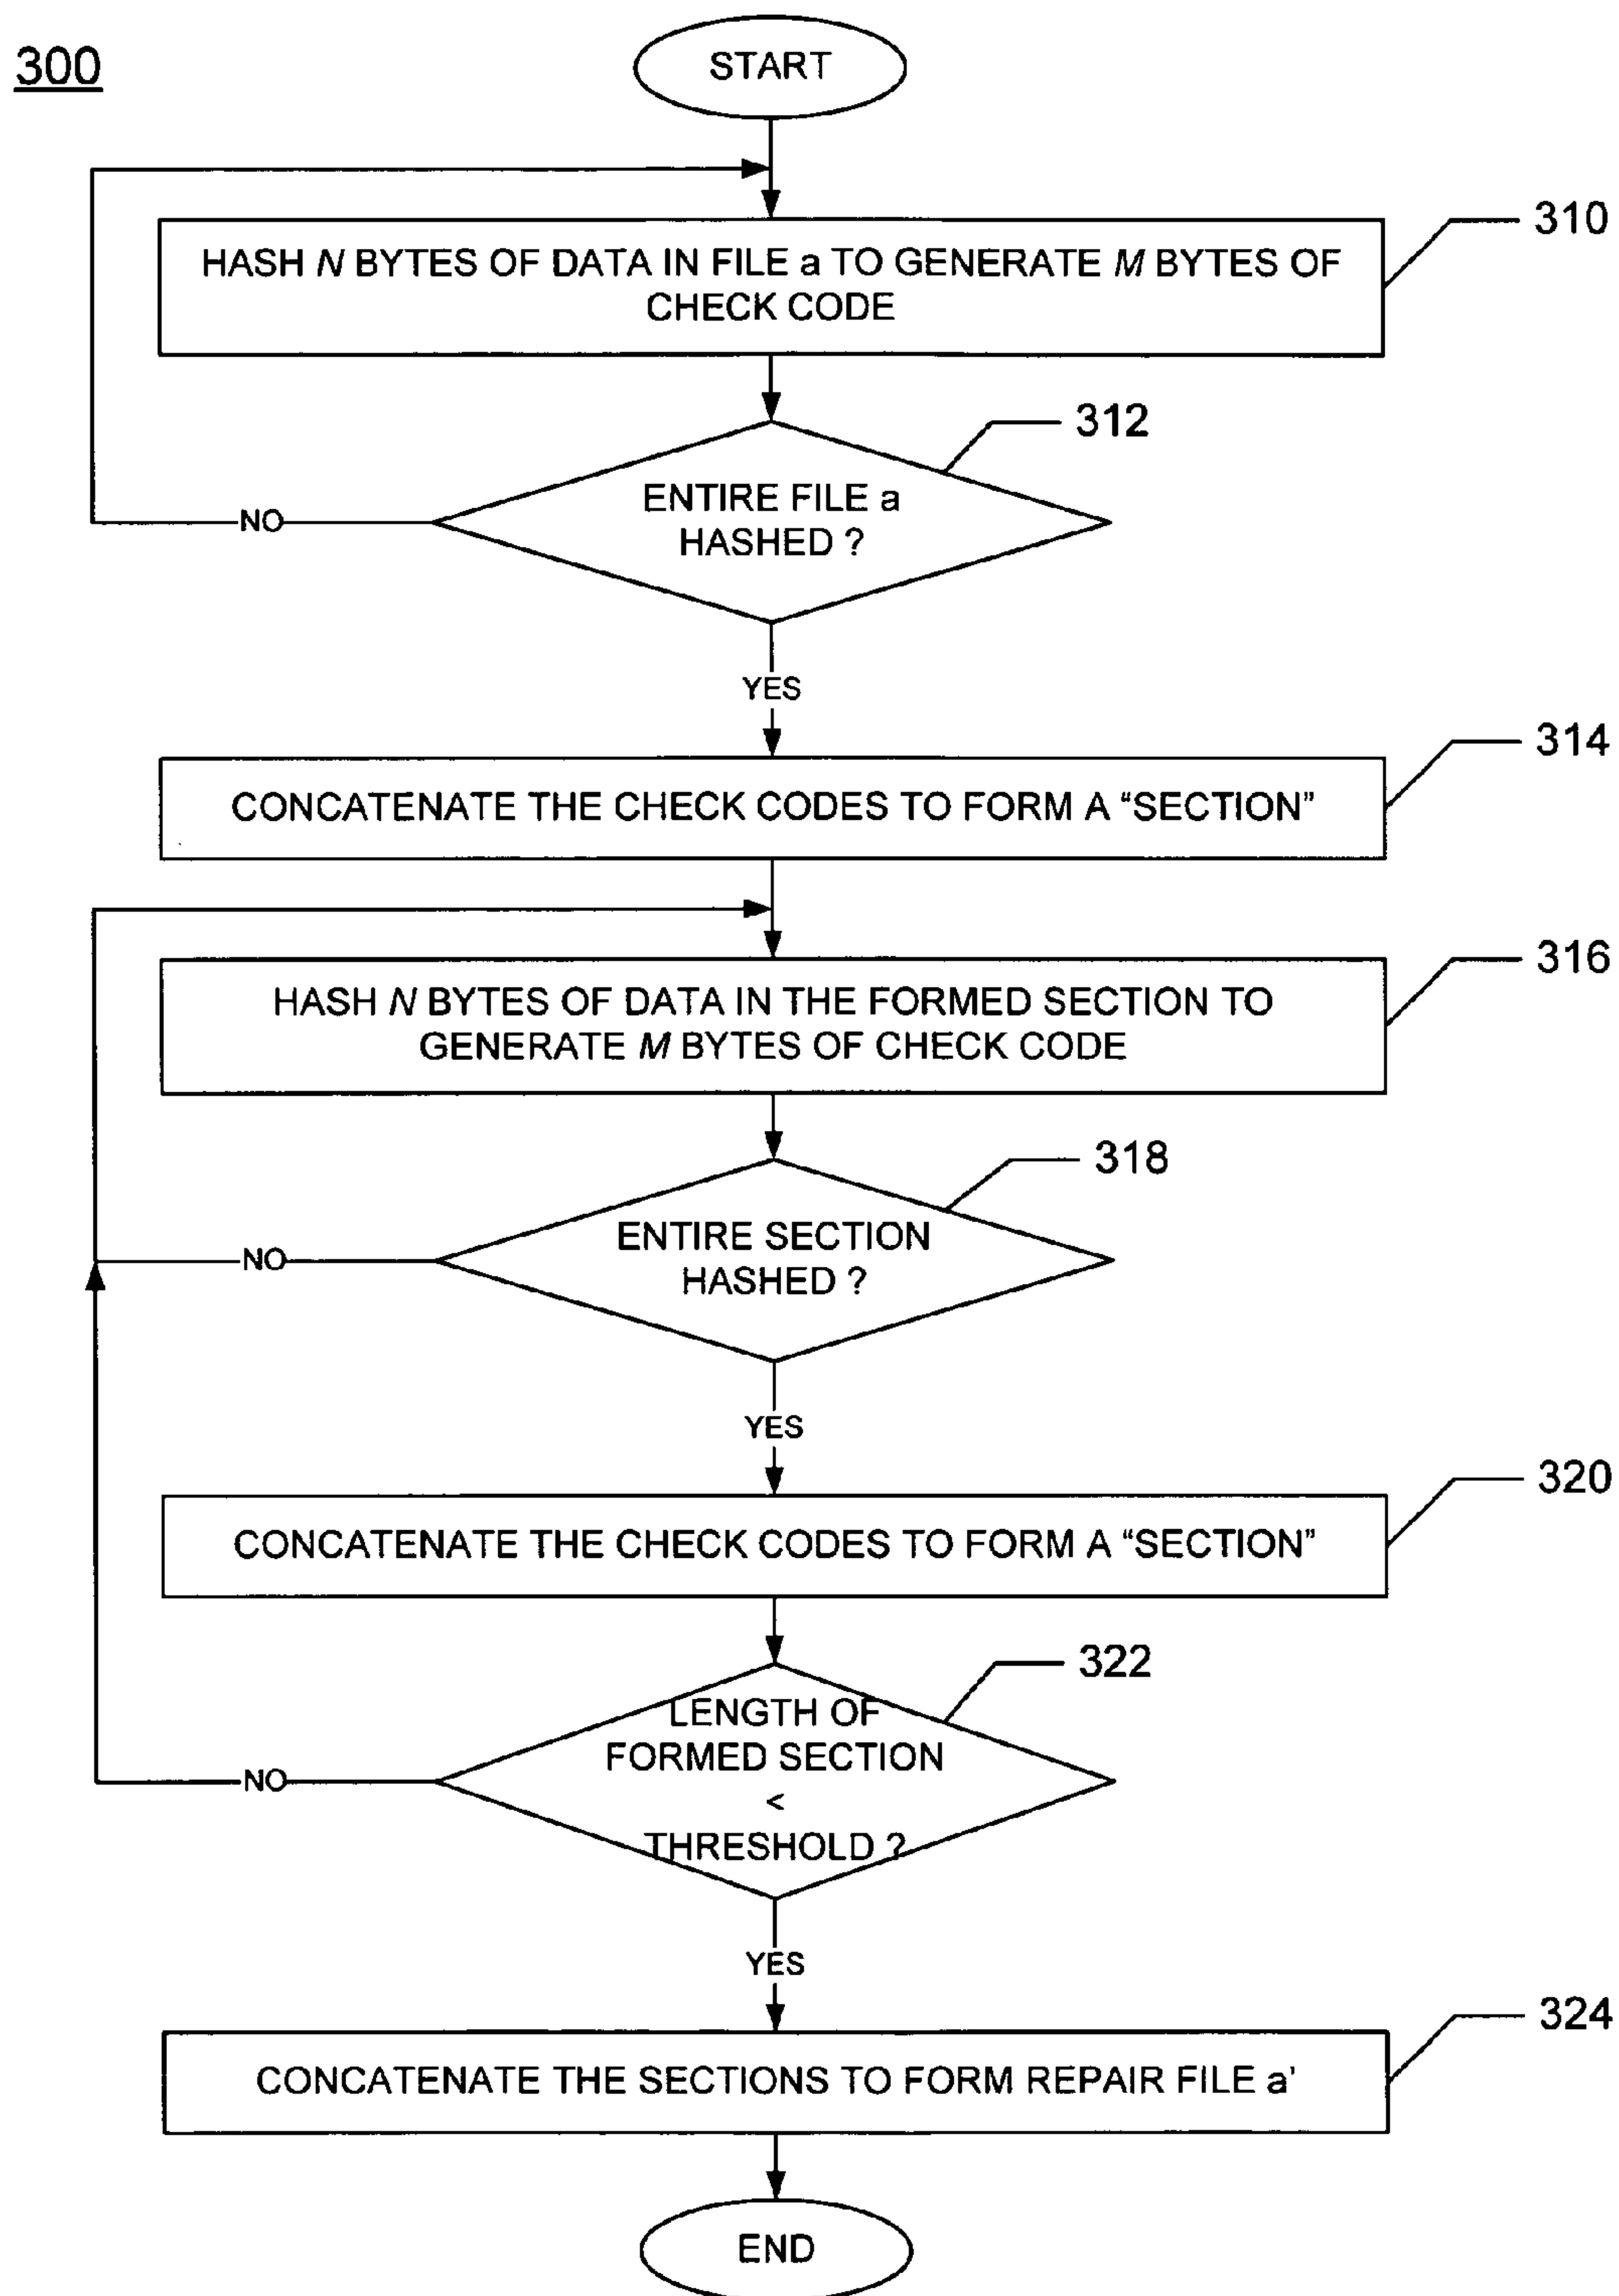 300
START
HASH N BYTES OF DATA IN FILE a TO GENERATE M BYTES OF
CHECK CODE
310
312
ENTIRE FILE a
HASHED ?
NO
YES
314
CONCATENATE THE CHECK CODES TO FORM A “SECTION”
316
HASH N BYTES OF DATA IN THE FORMED SECTION TO
GENERATE M BYTES OF CHECK CODE
318
ENTIRE SECTION
HASHED ?
NO
YES
320
CONCATENATE THE CHECK CODES TO FORM A “SECTION”
322
LENGTH OF
FORMED SECTION
<
THRESHOLD ?
NO
YES
324
CONCATENATE THE SECTIONS TO FORM REPAIR FILE a’
END